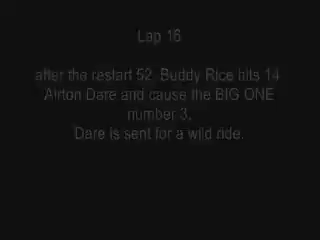 Lap 16
after the restart 52. Buddy Rice hits 14.
Airton Dare and cause the BIG ONE
number 3.
Dare is sent for a wild ride.